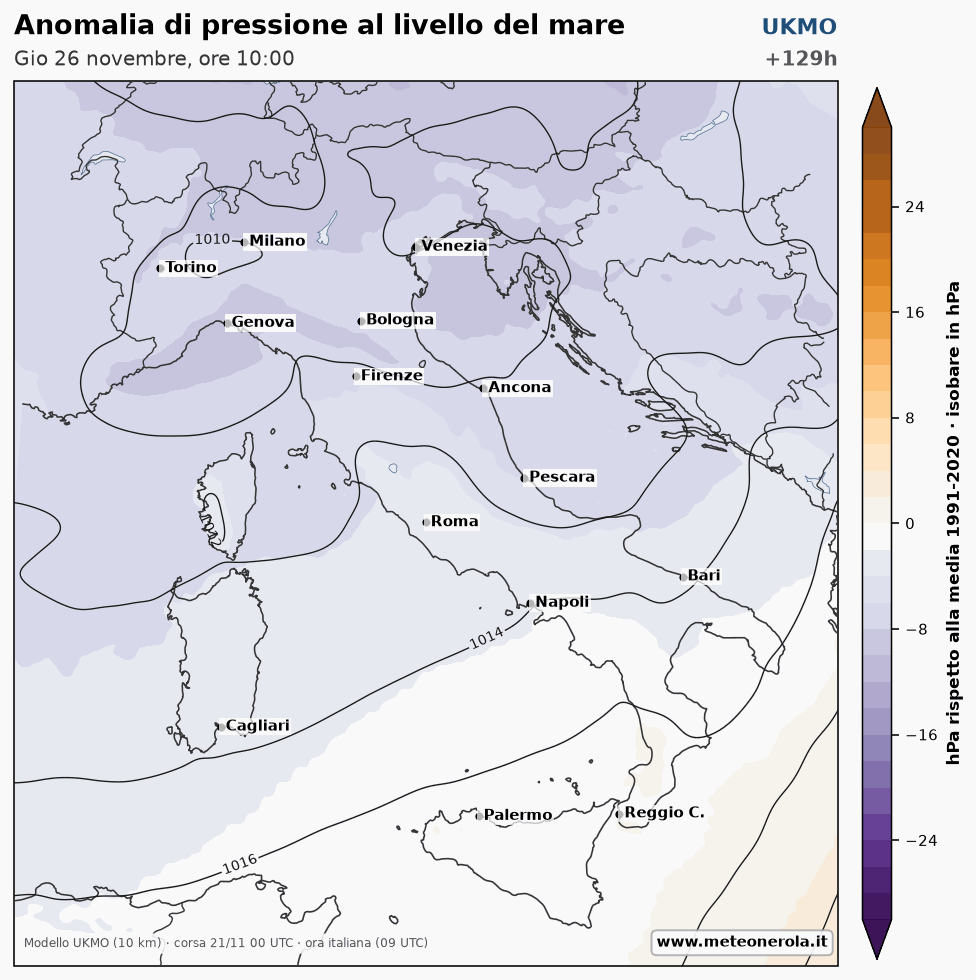 Anomalia di pressione al livello del mare
UKMO
Gio 26 novembre, ore 10:00
+129h
1010
Milano
Venezia
Torino
Genova
Bologna
Firenze
Ancona
Pescara
Roma
Bari
Napoli
1014
Cagliari
Palermo
Reggio C.
1016
Modello UKMO (10 km) · corsa 21/11 00 UTC · ora italiana (09 UTC)
www.meteonerola.it
24
16
8
0
−8
−16
−24
hPa rispetto alla media 1991-2020 · isobare in hPa